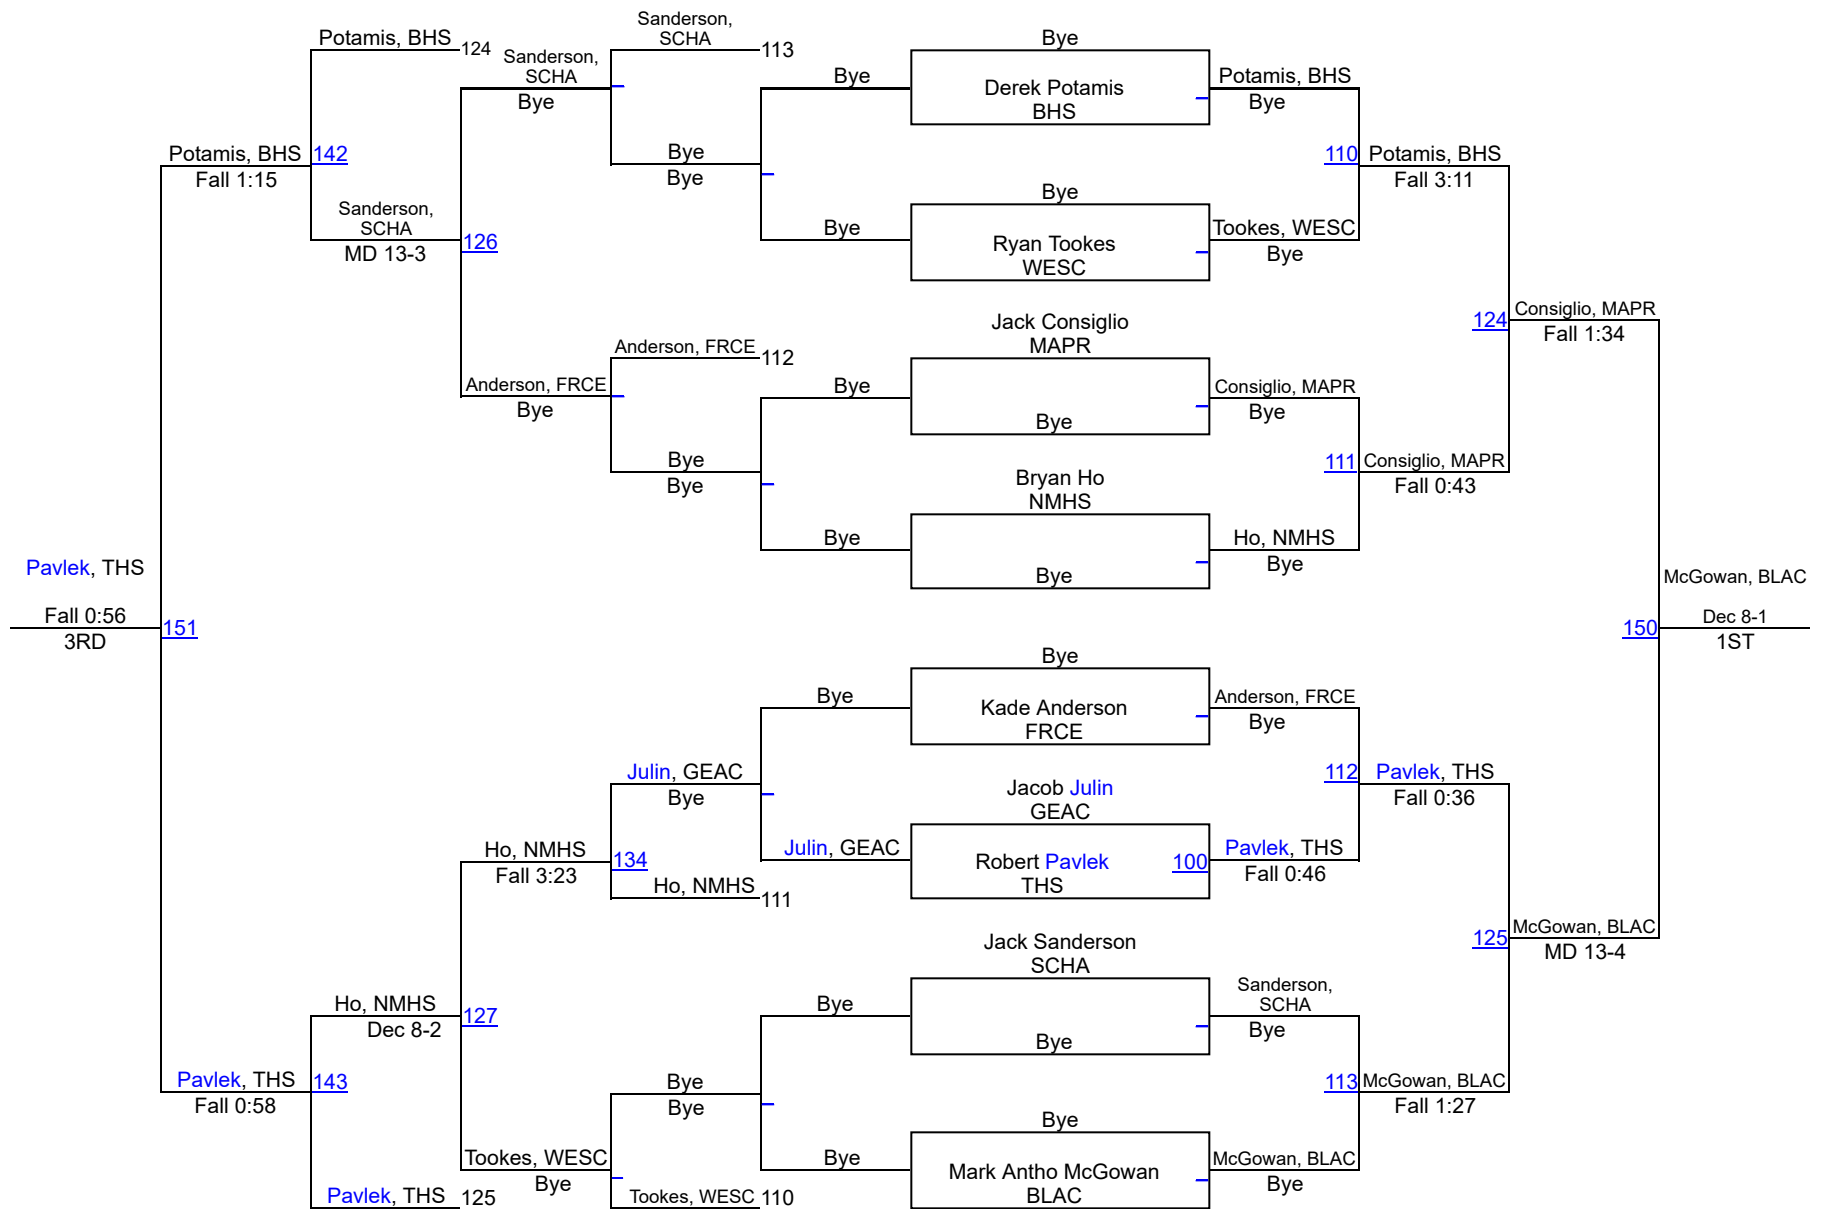 Potamis, BHS
124
Sanderson,
SCHA
Bye
Sanderson,
SCHA
113
Bye
Bye
Derek Potamis
BHS
Potamis, BHS
Bye
Potamis, BHS
Fall 1:15
142
Bye
Bye
110
Potamis, BHS
Fall 3:11
Sanderson,
SCHA
MD 13-3
126
Bye
Bye
Ryan Tookes
WESC
Tookes, WESC
Bye
Jack Consiglio
MAPR
124
Consiglio, MAPR
Fall 1:34
Anderson, FRCE
112
Anderson, FRCE
Bye
Bye
Bye
Consiglio, MAPR
Bye
Bye
Bye
Bryan Ho
NMHS
111
Consiglio, MAPR
Fall 0:43
Bye
Bye
Ho, NMHS
Bye
Pavlek, THS
Fall 0:56
3RD
151
McGowan, BLAC
150
Dec 8-1
1ST
Bye
Bye
Kade Anderson
FRCE
Anderson, FRCE
Bye
Julin, GEAC
Bye
Jacob Julin
GEAC
112
Pavlek, THS
Fall 0:36
Ho, NMHS
Fall 3:23
134
Julin, GEAC
Robert Pavlek
THS
100
Pavlek, THS
Fall 0:46
Ho, NMHS
111
Jack Sanderson
SCHA
125
McGowan, BLAC
MD 13-4
Ho, NMHS
Dec 8-2
127
Bye
Bye
Sanderson,
SCHA
Bye
Pavlek, THS
Fall 0:58
143
Bye
Bye
Bye
113
McGowan, BLAC
Fall 1:27
Tookes, WESC
Bye
Bye
Mark Antho McGowan
BLAC
McGowan, BLAC
Bye
Pavlek, THS
125
Tookes, WESC
110